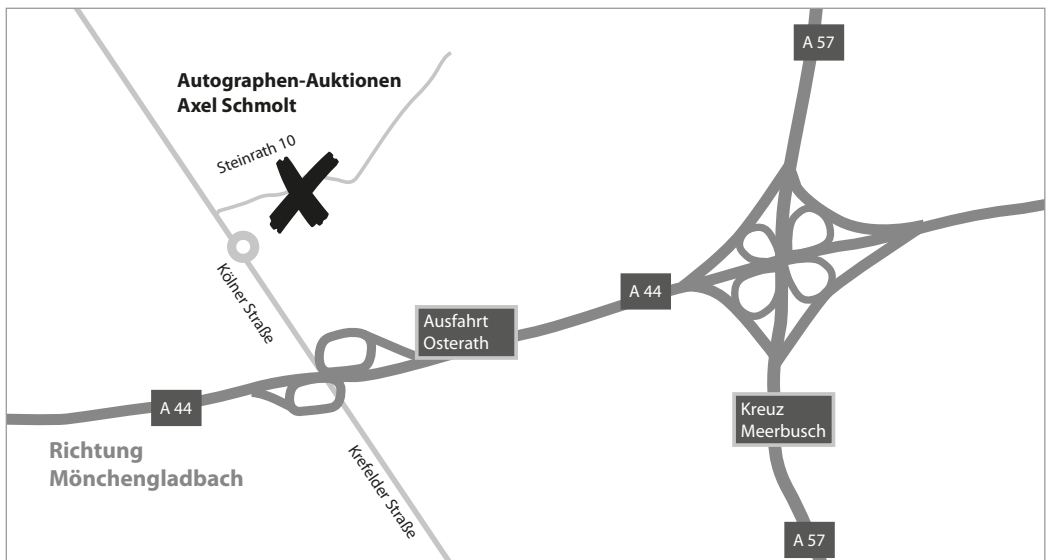 A 57
Autographen-Auktionen
Axel Schmolt
Steinrath 10
Kölner Straße
A 44
Ausfahrt
Osterath
A 44
Kreuz
Meerbusch
Richtung
Mönchengladbach
Krefelder Straße
A 57